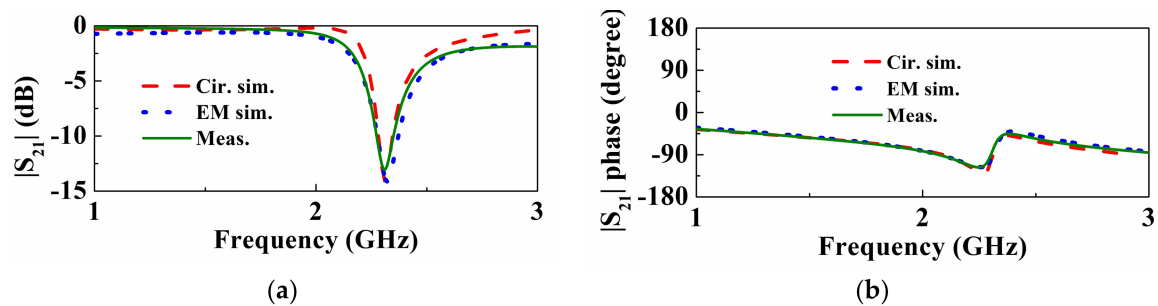 |S21| (dB)
0
-5
-10
-15
Cir. sim.
EM sim.
Meas.
1 2 3
Frequency (GHz)
(a)
|S21| phase (degree)
180
90
0
-90
-180
Cir. sim.
EM sim.
Meas.
1 2 3
Frequency (GHz)
(b)